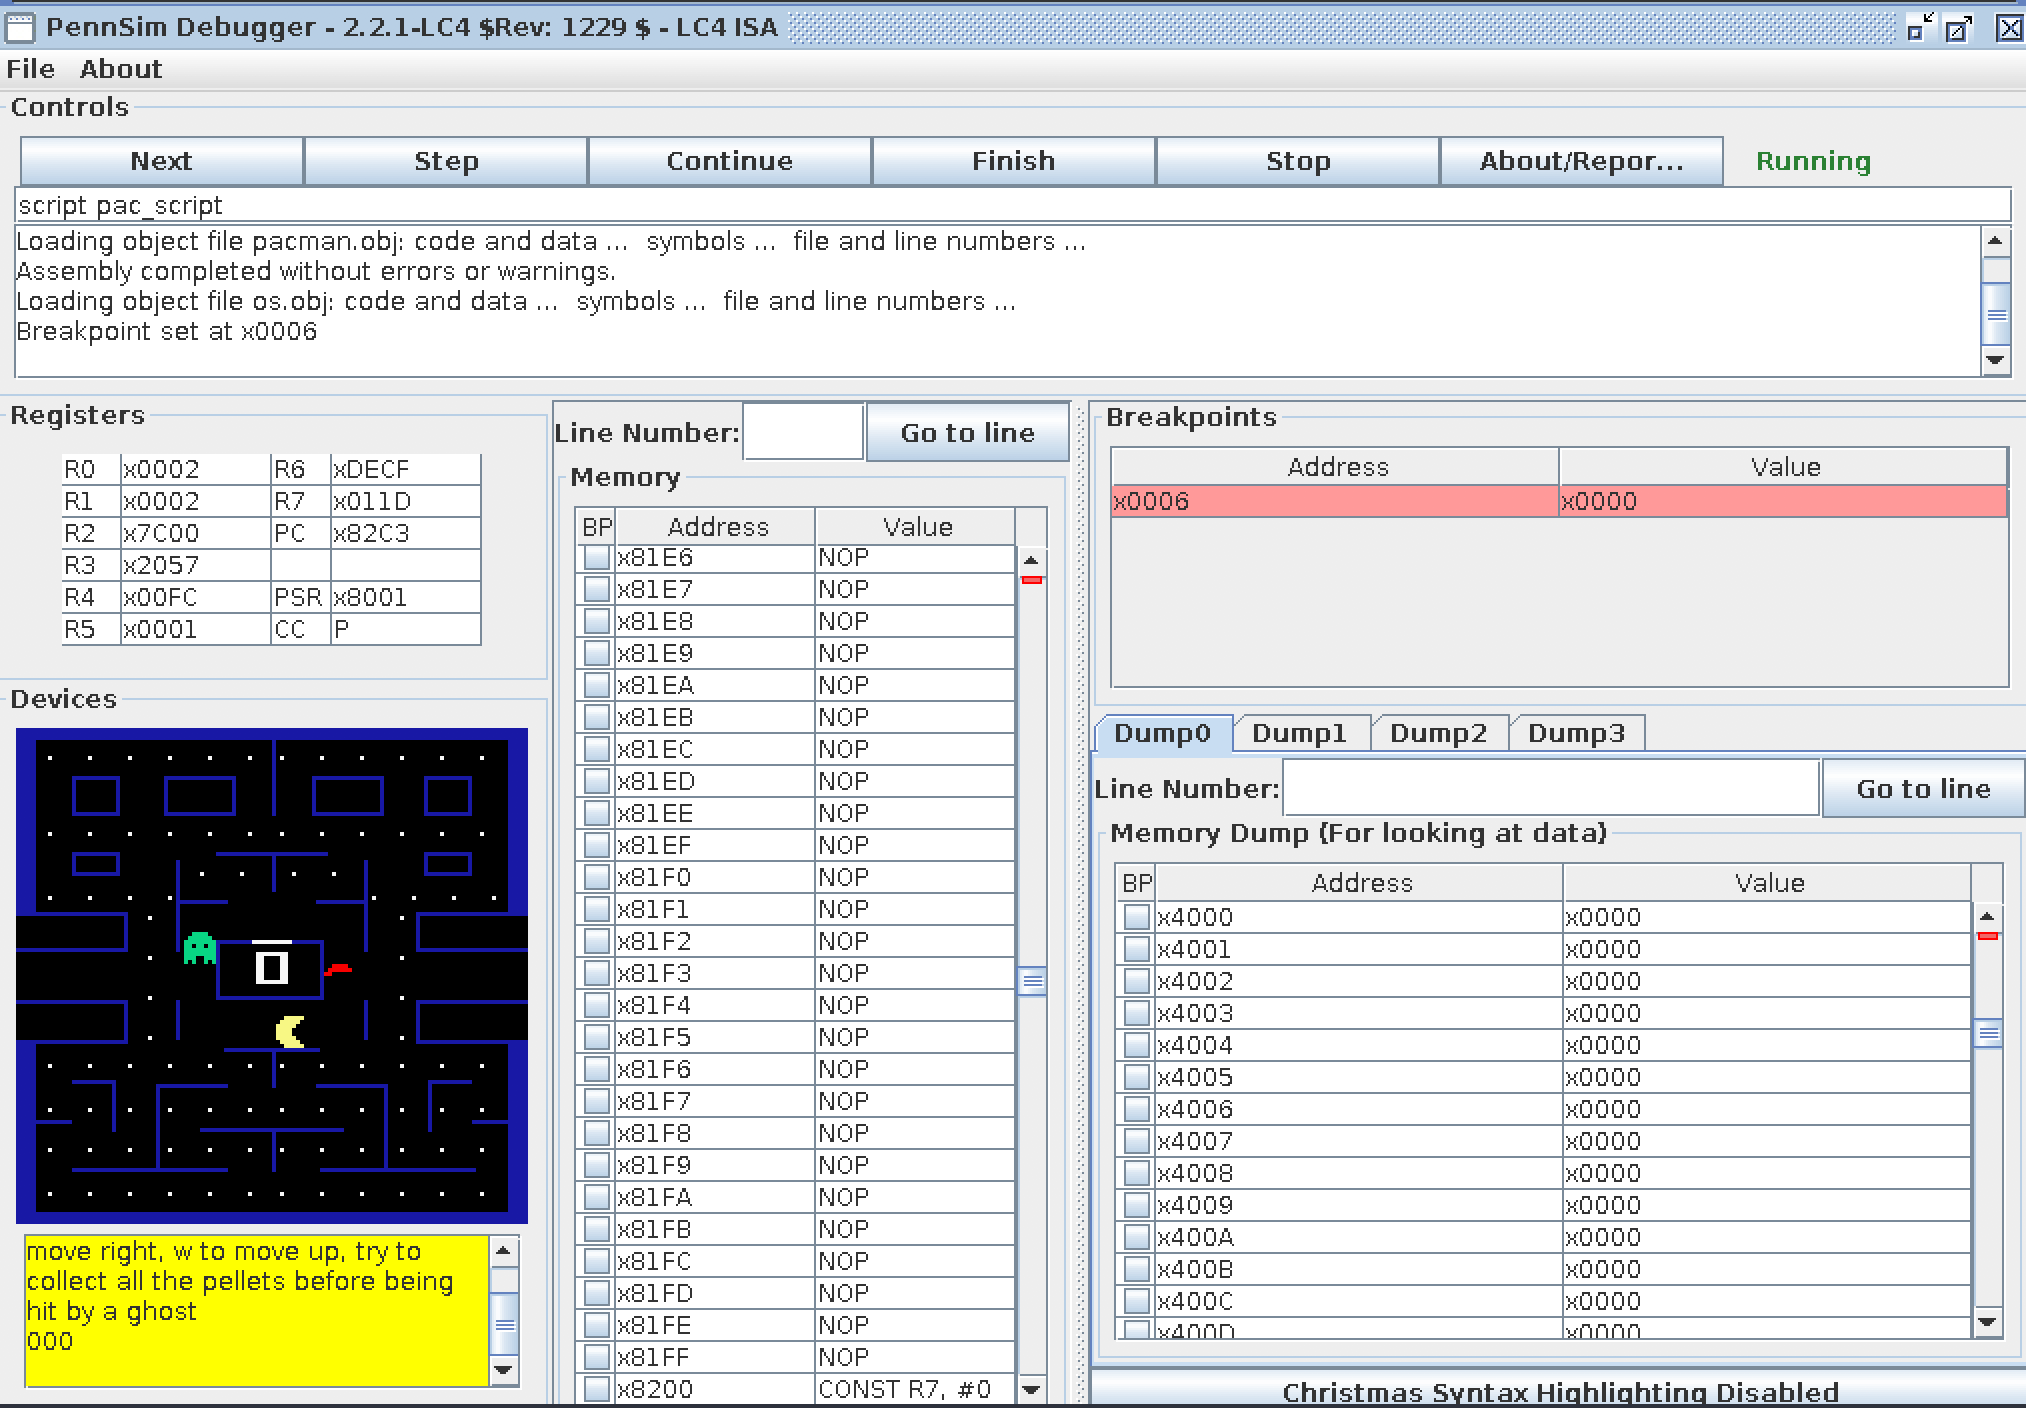 PennSim Debugger - 2.2.1-LC4 $Rev: 1229 $ - LC4 ISA
File About
Controls
Next Step Continue Finish Stop About/Repor... Running
script pac_script
Loading object file pacman.obj: code and data ... symbols ... file and line numbers ...
Assembly completed without errors or warnings.
Loading object file os.obj: code and data ... symbols ... file and line numbers ...
Breakpoint set at x0006
Registers
R0 x0002 R6 xDECF
R1 x0002 R7 x011D
R2 x7C00 PC x82C3
R3 x2057
R4 x00FC PSR x8001
R5 x0001 CC P
Devices
0
move right, w to move up, try to
collect all the pellets before being
hit by a ghost
000
Line Number: Go to line
Memory
BP Address Value
x81E6 NOP
x81E7 NOP
x81E8 NOP
x81E9 NOP
x81EA NOP
x81EB NOP
x81EC NOP
x81ED NOP
x81EE NOP
x81EF NOP
x81F0 NOP
x81F1 NOP
x81F2 NOP
x81F3 NOP
x81F4 NOP
x81F5 NOP
x81F6 NOP
x81F7 NOP
x81F8 NOP
x81F9 NOP
x81FA NOP
x81FB NOP
x81FC NOP
x81FD NOP
x81FE NOP
x81FF NOP
x8200 CONST R7, #0
Breakpoints
Address Value
x0006 x0000
Dump0 Dump1 Dump2 Dump3
Line Number: Go to line
Memory Dump (For looking at data)
BP Address Value
x4000 x0000
x4001 x0000
x4002 x0000
x4003 x0000
x4004 x0000
x4005 x0000
x4006 x0000
x4007 x0000
x4008 x0000
x4009 x0000
x400A x0000
x400B x0000
x400C x0000
x400D x0000
Christmas Syntax Highlighting Disabled